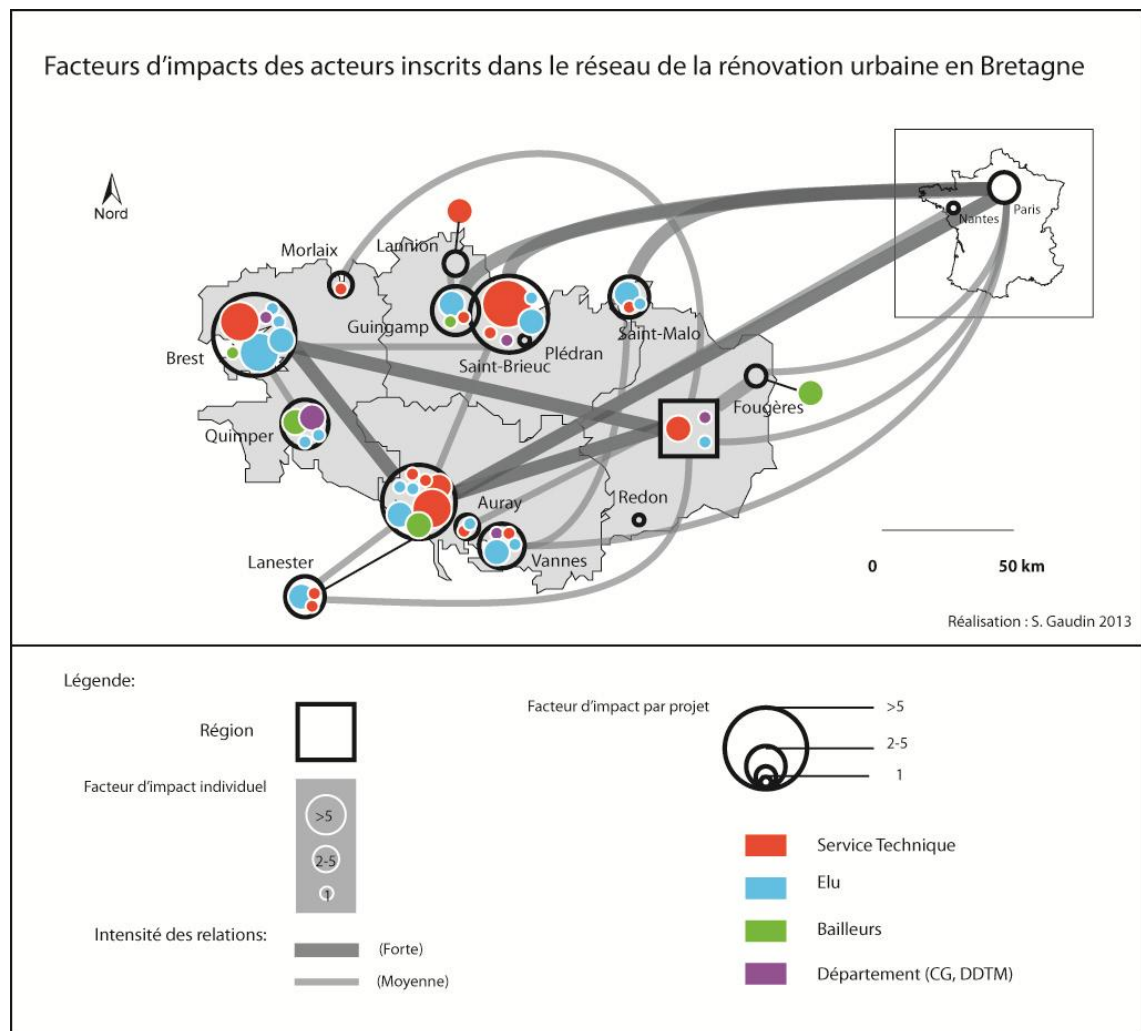 Facteurs d'impacts des acteurs inscrits dans le réseau de la rénovation urbaine en Bretagne
Nord
Morlaix
Lannion
Paris
Nantes
Guingamp
Saint-Malo
Brest
Saint-Brieuc
Plédran
Fougères
Quimper
Auray
Redon
Lanester
Vannes
0
50 km
Réalisation : S. Gaudin 2013
Légende:
Région
Facteur d'impact par projet
>5
2-5
1
Facteur d'impact individuel
>5
2-5
1
Service Technique
Elu
Bailleurs
Département (CG, DDTM)
Intensité des relations:
(Forte)
(Moyenne)